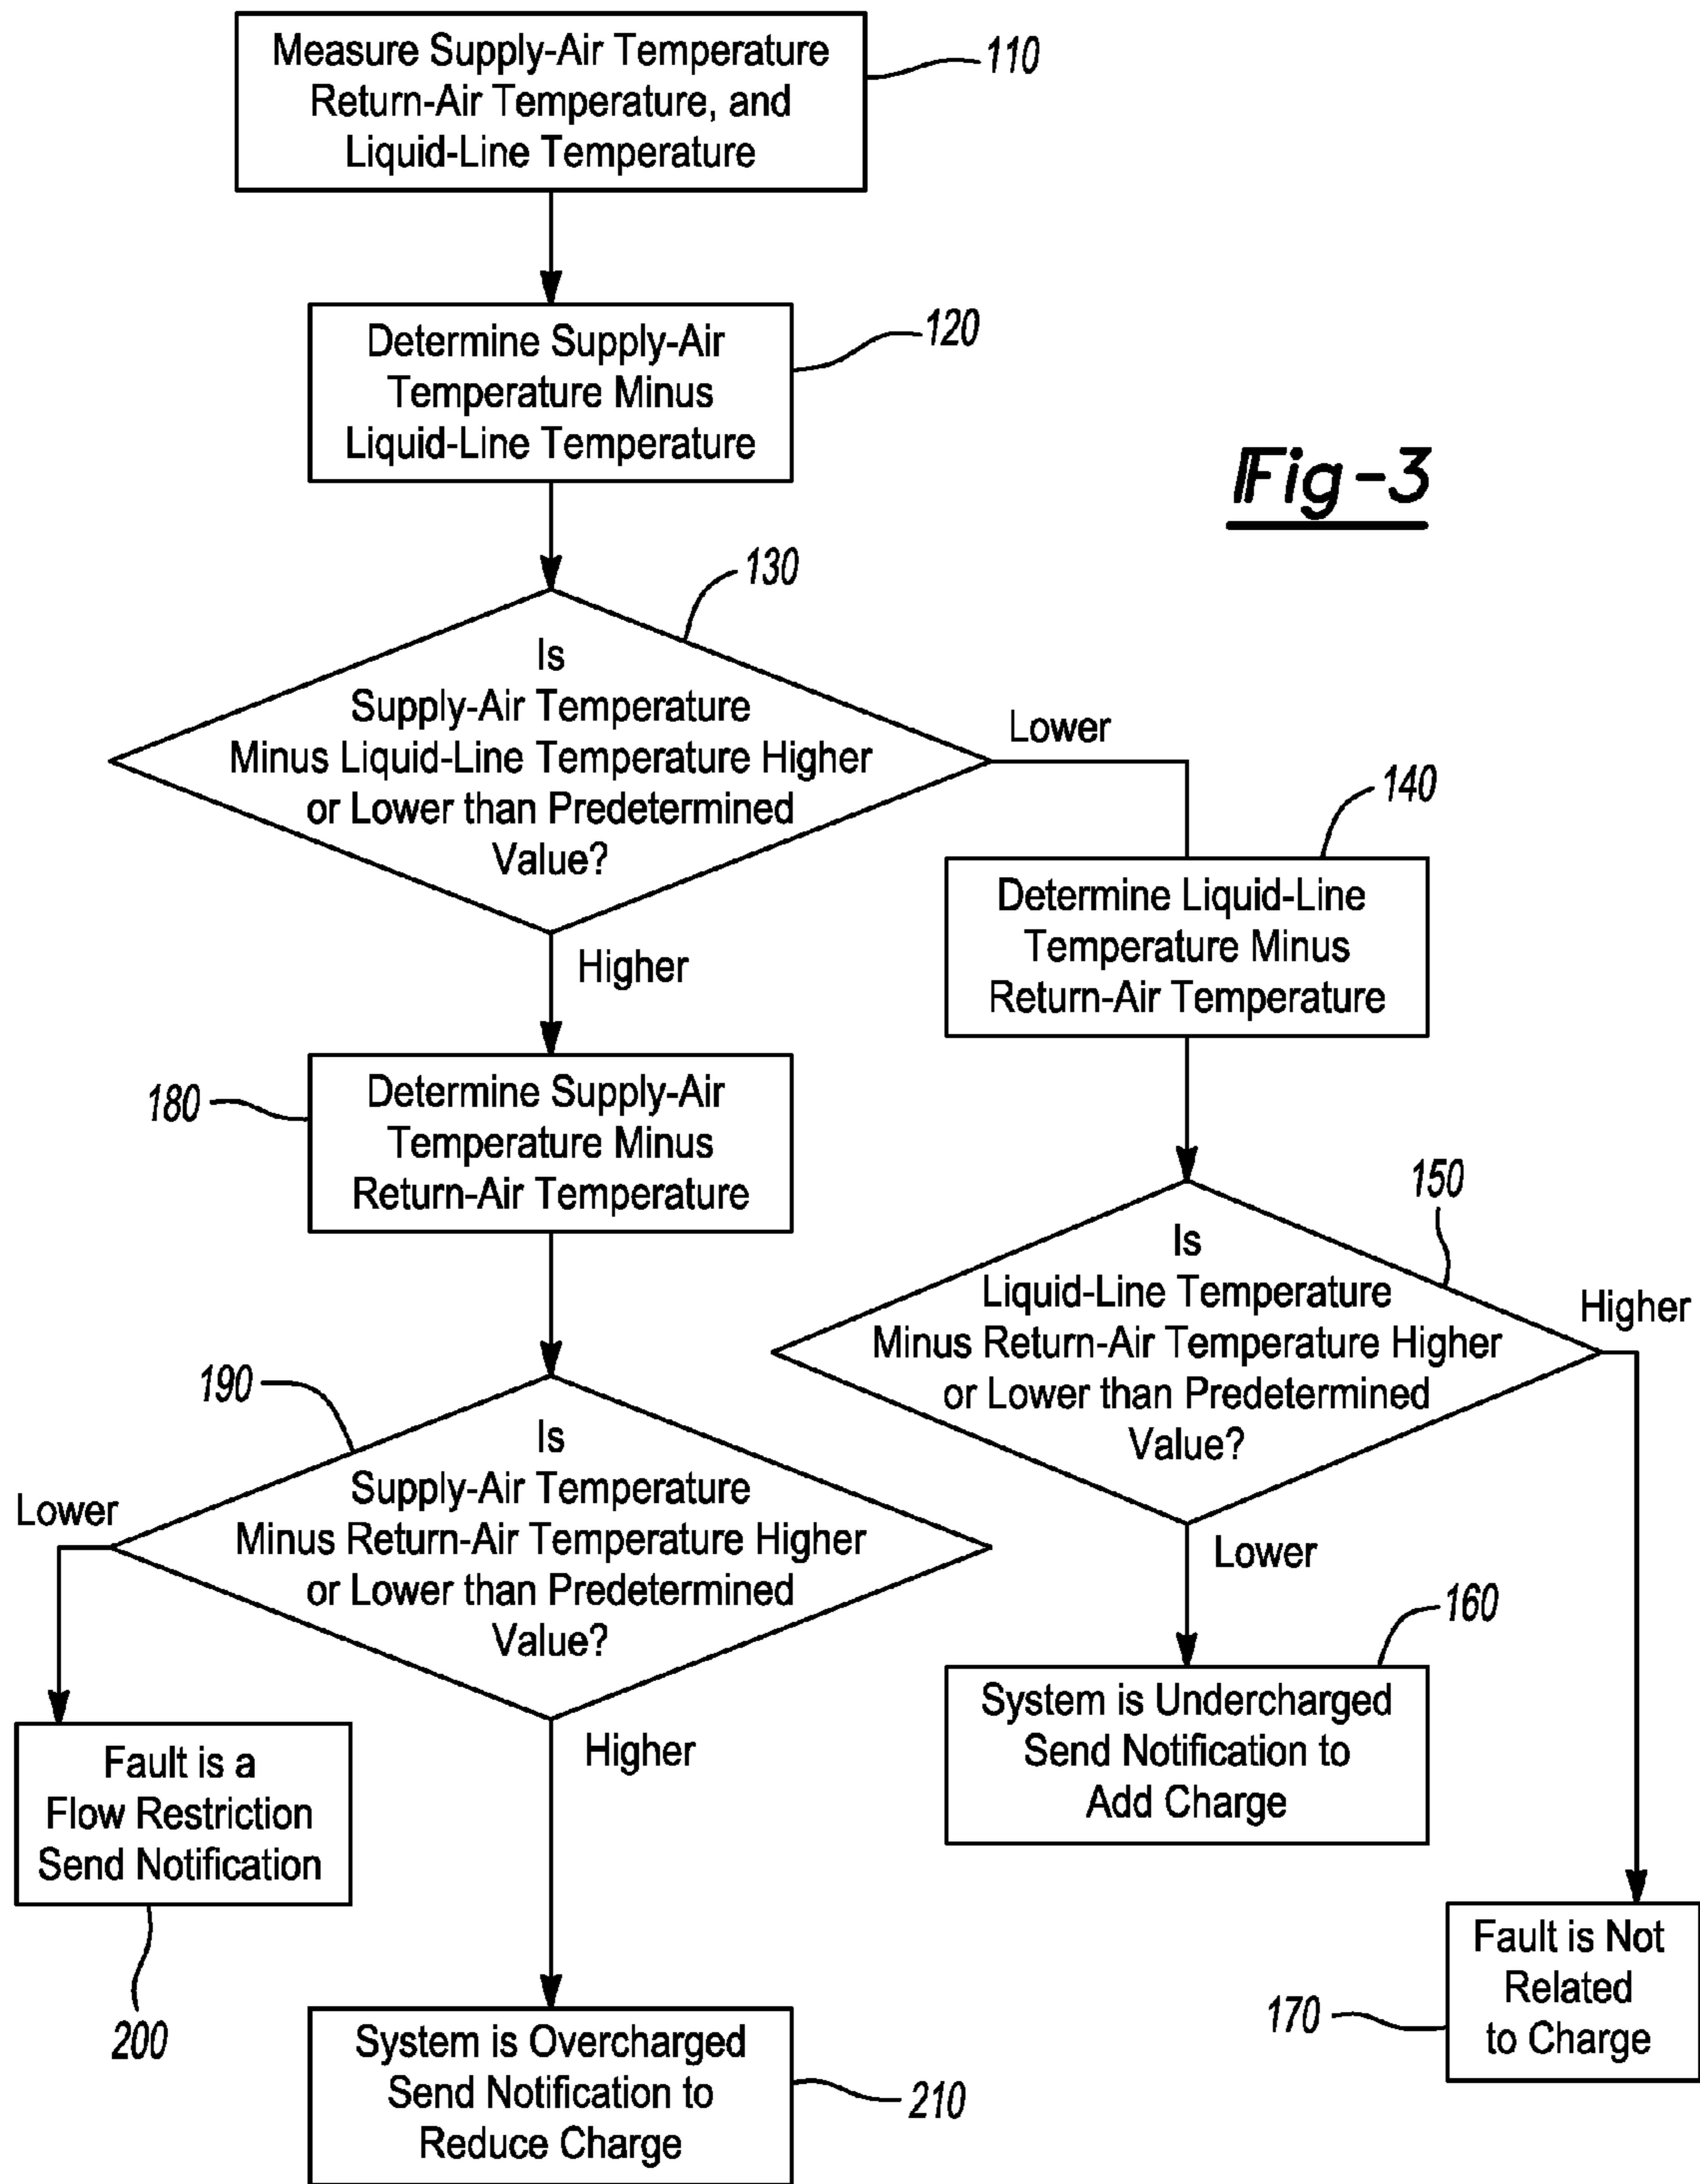 Measure Supply-Air Temperature
Return-Air Temperature, and
Liquid-Line Temperature
110
Determine Supply-Air
Temperature Minus
Liquid-Line Temperature
120
Fig-3
130
Is
Supply-Air Temperature
Minus Liquid-Line Temperature Higher
or Lower than Predetermined
Value?
Lower
Higher
140
Determine Liquid-Line
Temperature Minus
Return-Air Temperature
180
Determine Supply-Air
Temperature Minus
Return-Air Temperature
150
Is
Liquid-Line Temperature
Minus Return-Air Temperature Higher
or Lower than Predetermined
Value?
Higher
Lower
190
Is
Supply-Air Temperature
Minus Return-Air Temperature Higher
or Lower than Predetermined
Value?
Lower
Higher
160
System is Undercharged
Send Notification to
Add Charge
Fault is a
Flow Restriction
Send Notification
200
Fault is Not
Related
to Charge
170
System is Overcharged
Send Notification to
Reduce Charge
210